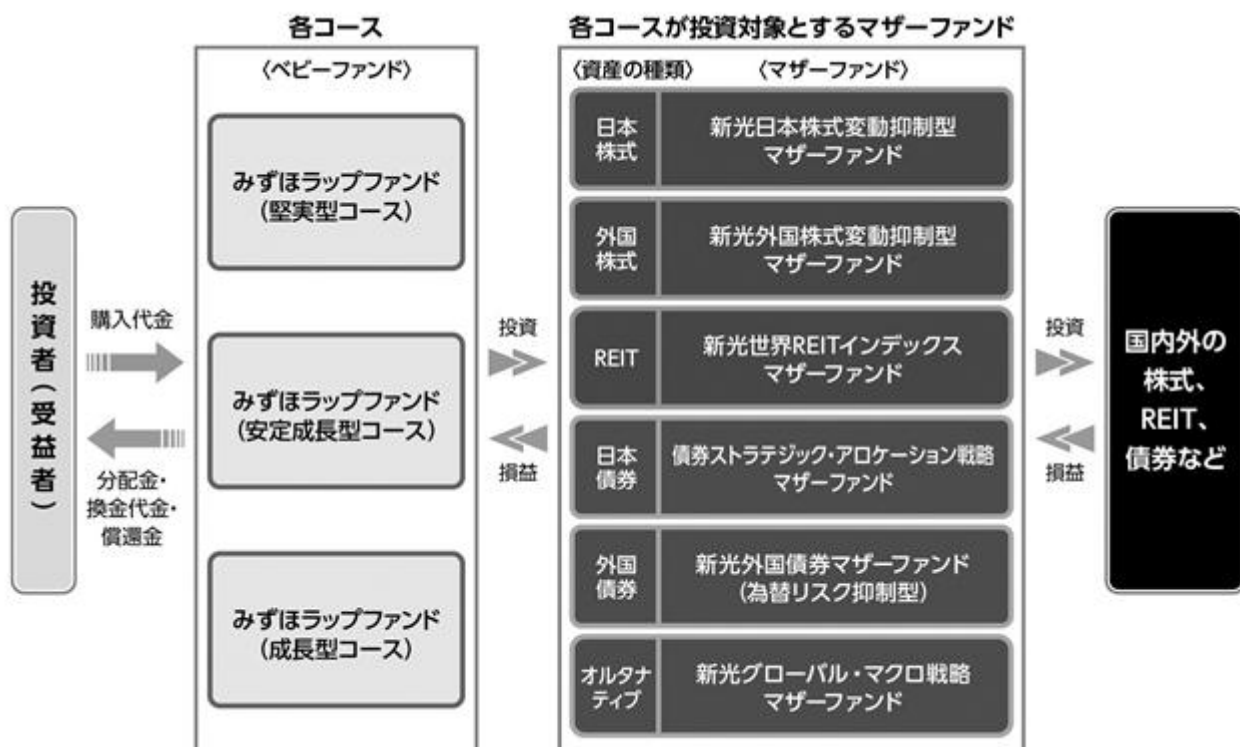 各コース
〈ベビーファンド〉
みずほラップファンド
(堅実型コース)
みずほラップファンド
(安定成長型コース)
みずほラップファンド
(成長型コース)
各コースが投資対象とするマザーファンド
〈資産の種類〉 〈マザーファンド〉
日本
株式
新光日本株式変動抑制型
マザーファンド
外国
株式
新光外国株式変動抑制型
マザーファンド
REIT
新光世界REITインデックス
マザーファンド
日本
債券
債券ストラテジック・アロケーション戦略
マザーファンド
外国
債券
新光外国債券マザーファンド
(為替リスク抑制型)
オルタナ
ティブ
新光グローバル・マクロ戦略
マザーファンド
投資者(受益者)
購入代金
分配金・
換金代金・
償還金
投資
損益
投資
損益
国内外の
株式、
REIT、
債券など